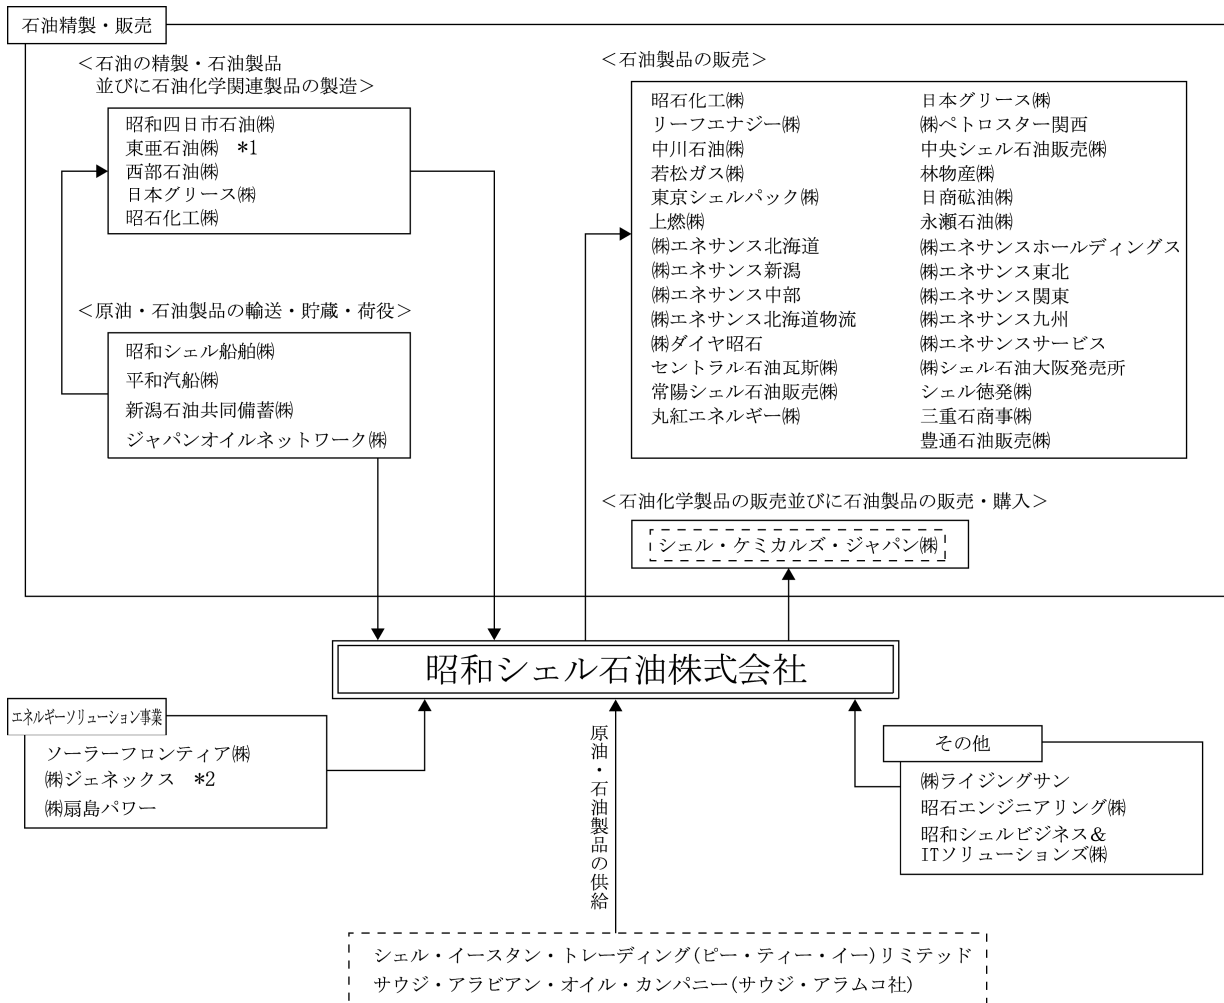 石油精製・販売
＜石油の精製・石油製品
並びに石油化学関連製品の製造＞
昭和四日市石油㈱
東亜石油㈱　*1
西部石油㈱
日本グリース㈱
昭石化工㈱
＜原油・石油製品の輸送・貯蔵・荷役＞
昭和シェル船舶㈱
平和汽船㈱
新潟石油共同備蓄㈱
ジャパンオイルネットワーク㈱
＜石油製品の販売＞
昭石化工㈱
リーフエナジー㈱
中川石油㈱
若松ガス㈱
東京シェルパック㈱
上燃㈱
㈱エネサンス北海道
㈱エネサンス新潟
㈱エネサンス中部
㈱エネサンス北海道物流
㈱ダイヤ昭石
セントラル石油瓦斯㈱
常陽シェル石油販売㈱
丸紅エネルギー㈱
日本グリース㈱
㈱ペトロスター関西
中央シェル石油販売㈱
林物産㈱
日商砿油㈱
永瀬石油㈱
㈱エネサンスホールディングス
㈱エネサンス東北
㈱エネサンス関東
㈱エネサンス九州
㈱エネサンスサービス
㈱シェル石油大阪発売所
シェル徳発㈱
三重石商事㈱
豊通石油販売㈱
＜石油化学製品の販売並びに石油製品の販売・購入＞
シェル・ケミカルズ・ジャパン㈱
昭和シェル石油株式会社
エネルギーソリューション事業
ソーラーフロンティア㈱
㈱ジェネックス　*2
㈱扇島パワー
原油・石油製品の供給
その他
㈱ライジングサン
昭石エンジニアリング㈱
昭和シェルビジネス＆
ITソリューションズ㈱
シェル・イースタン・トレーディング(ピー・ティー・イー)リミテッド
サウジ・アラビアン・オイル・カンパニー(サウジ・アラムコ社)